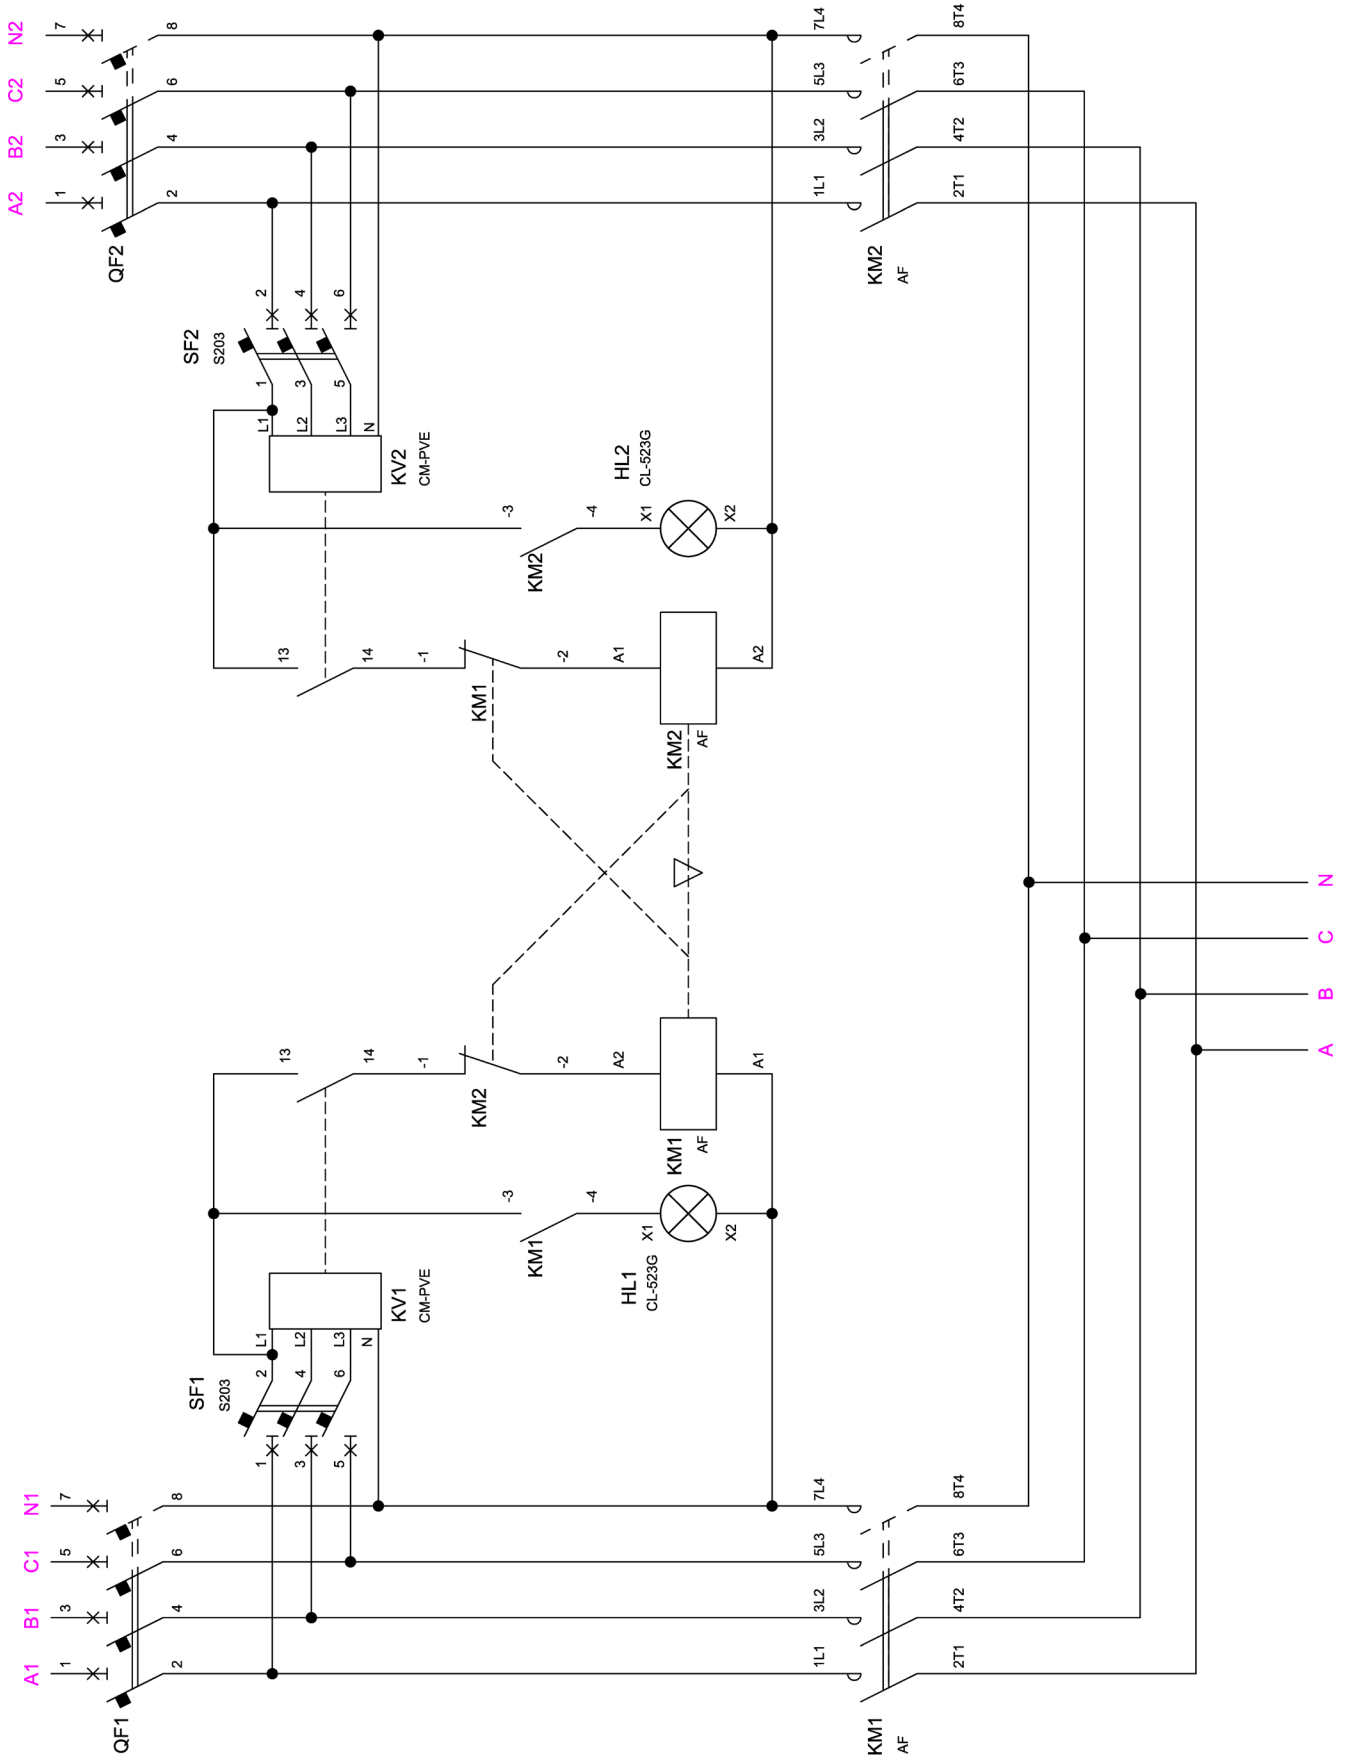 A1 B1 C1 N1 A2 B2 C2 N2
1 3 5 7 1 3 5 7
QF1 QF2
2 4 6 8 2 4 6 8
SF1 SF2
S203 S203
1 2 L1 L1 1 2
13 13
3 4 L2 L2 3 4
5 6 L3 L3 5 6
N 14 14 N
KV1 KV2
CM-PVE CM-PVE
-1 -1
KM2 KM1
-3 -3
KM1 KM2
-2 -2
-4 -4
A2 A1
HL1 HL2
X1 X1
CL-523G CL-523G
KM1 KM2
AF AF
X2 X2
A1 A2
1L1 3L2 5L3 7L4 1L1 3L2 5L3 7L4
KM1 KM2
AF AF
2T1 4T2 6T3 8T4 2T1 4T2 6T3 8T4
A B C N